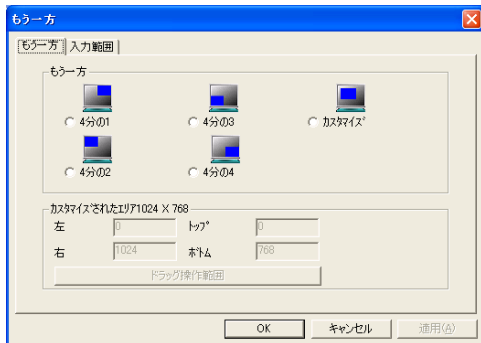 もう一方
もう一方 入力範囲
もう一方
4分の1 4分の3 ｶｽﾀﾏｲｽﾞ
4分の2 4分の4
ｶｽﾀﾏｲｽﾞされたｴﾘｱ1024 × 768
左 0 ﾄｯﾌﾟ 0
右 1024 ﾎﾞﾄﾑ 768
ドラッグ操作範囲
OK キャンセル 適用(A)